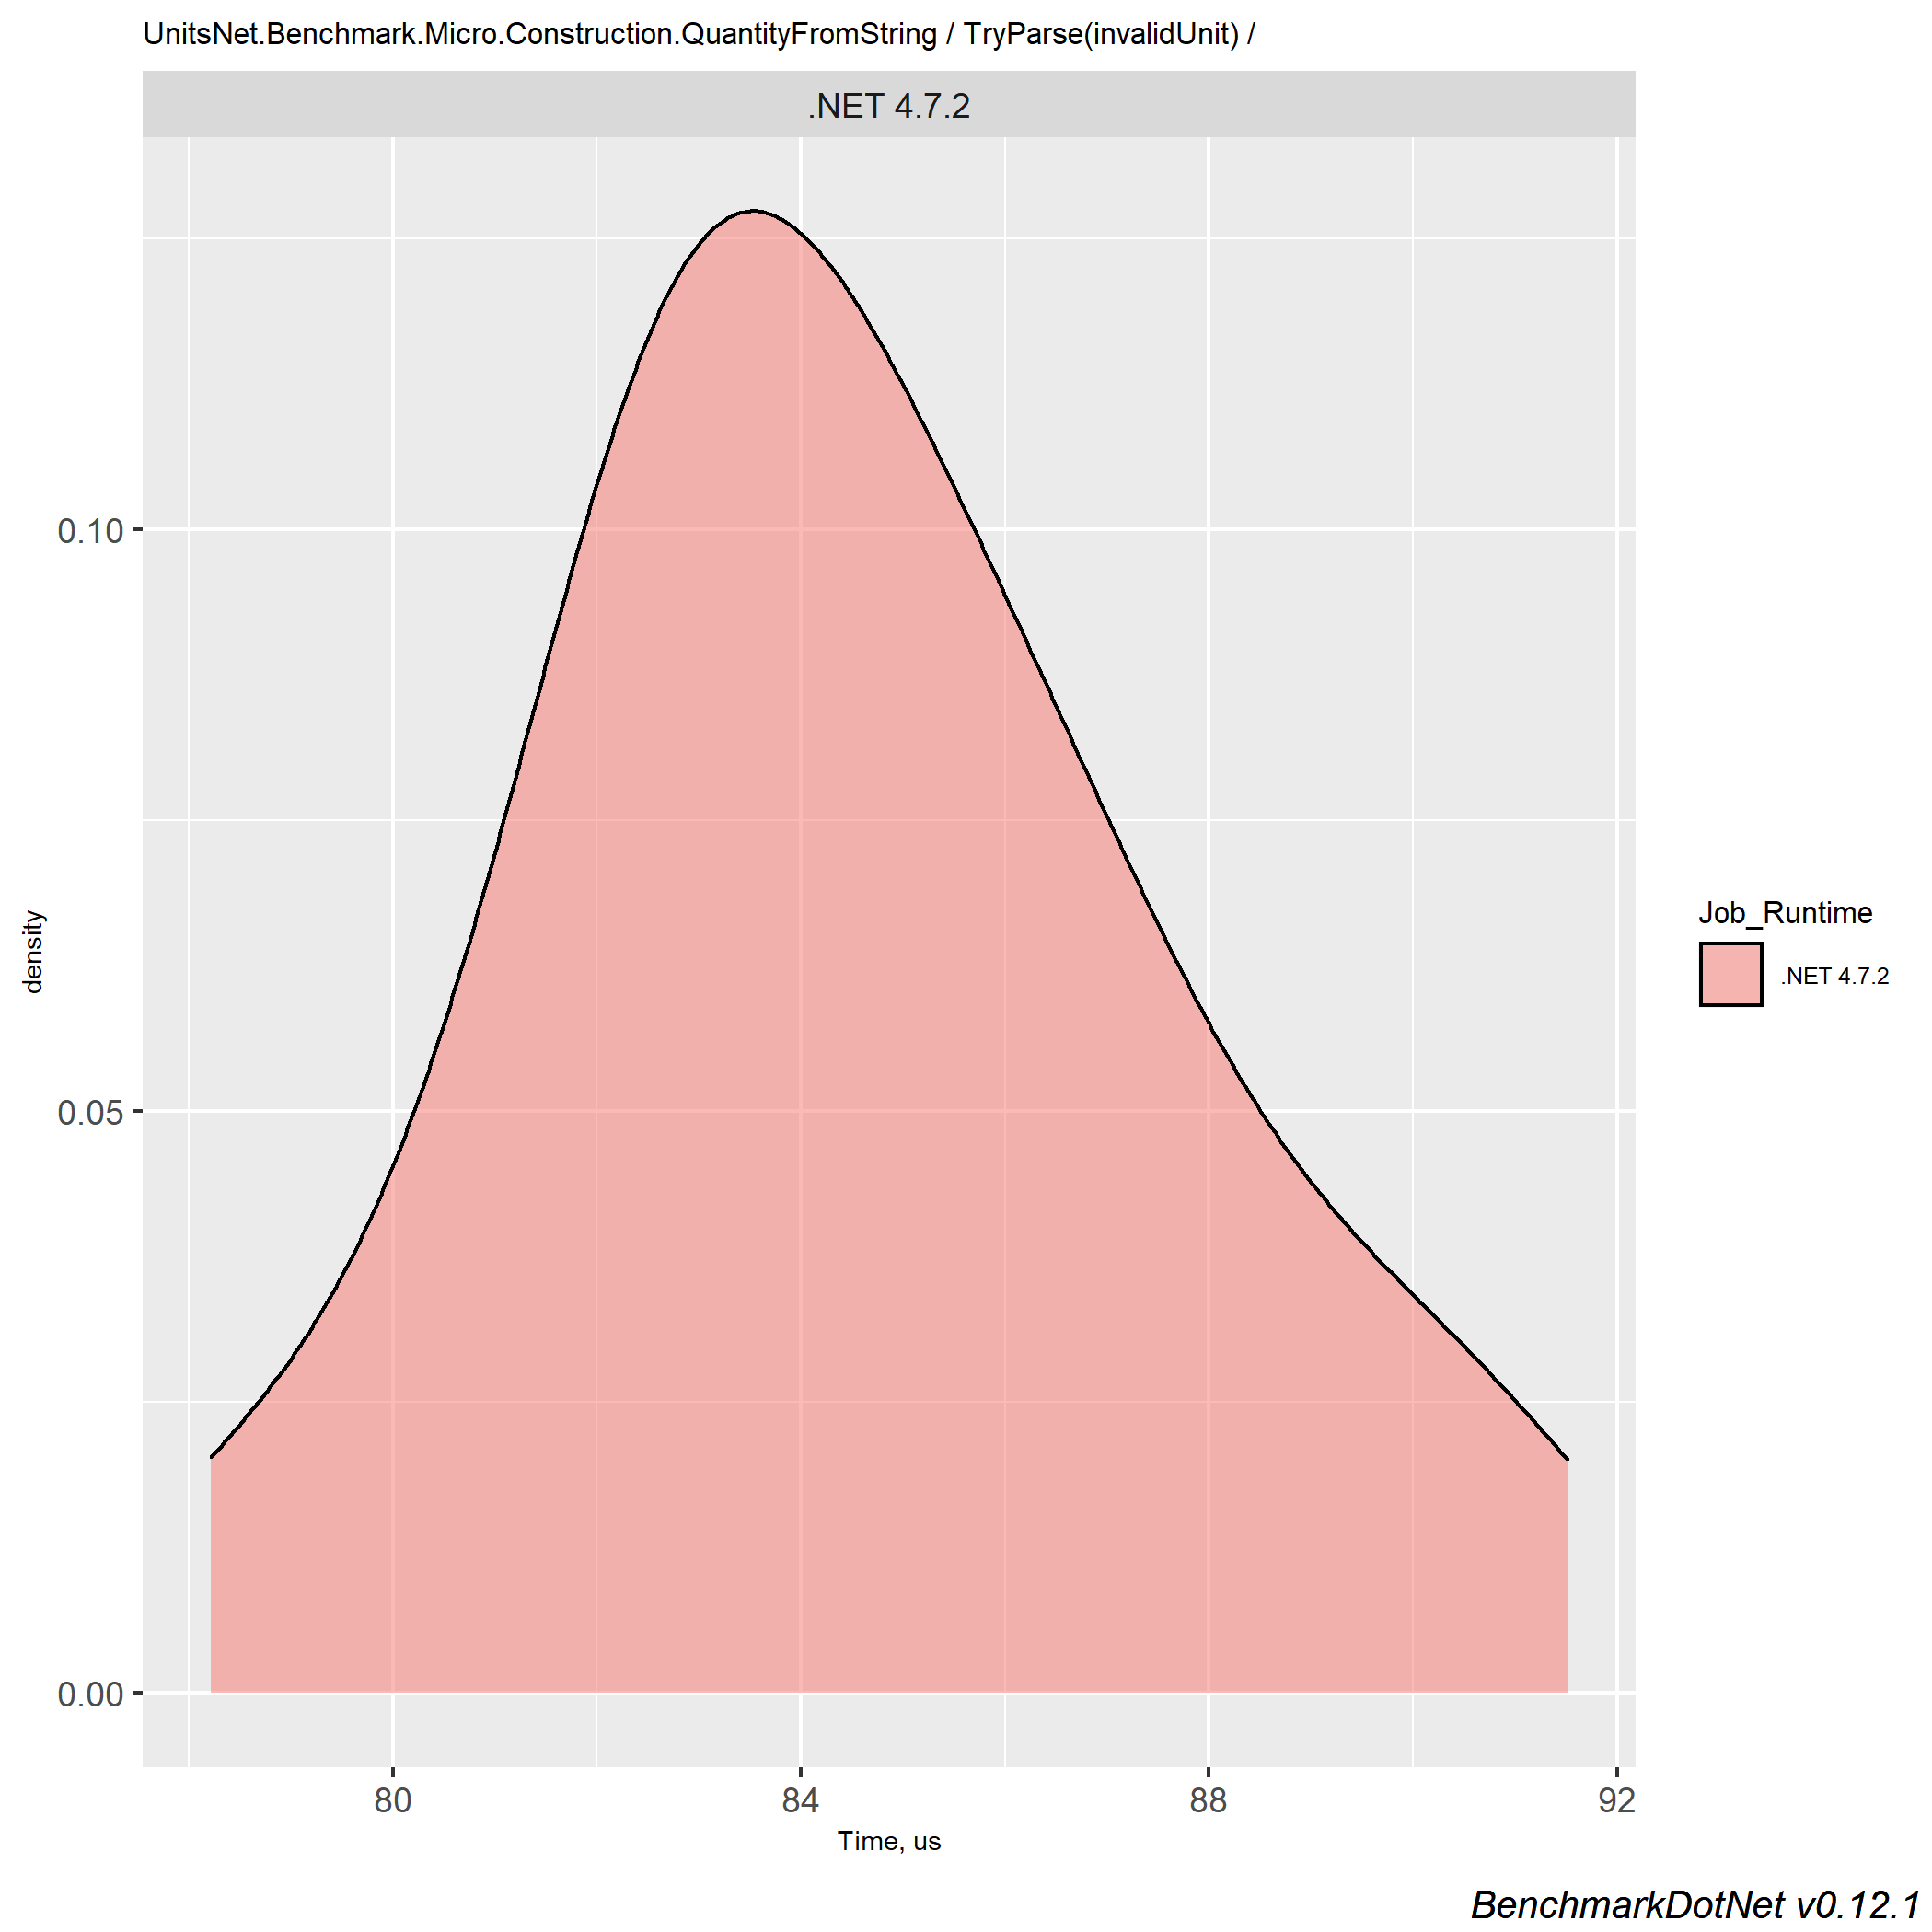 UnitsNet.Benchmark.Micro.Construction.QuantityFromString / TryParse(invalidUnit) /
.NET 4.7.2
0.10
0.05
0.00
density
80 84 88 92
Time, us
Job_Runtime
.NET 4.7.2
BenchmarkDotNet v0.12.1